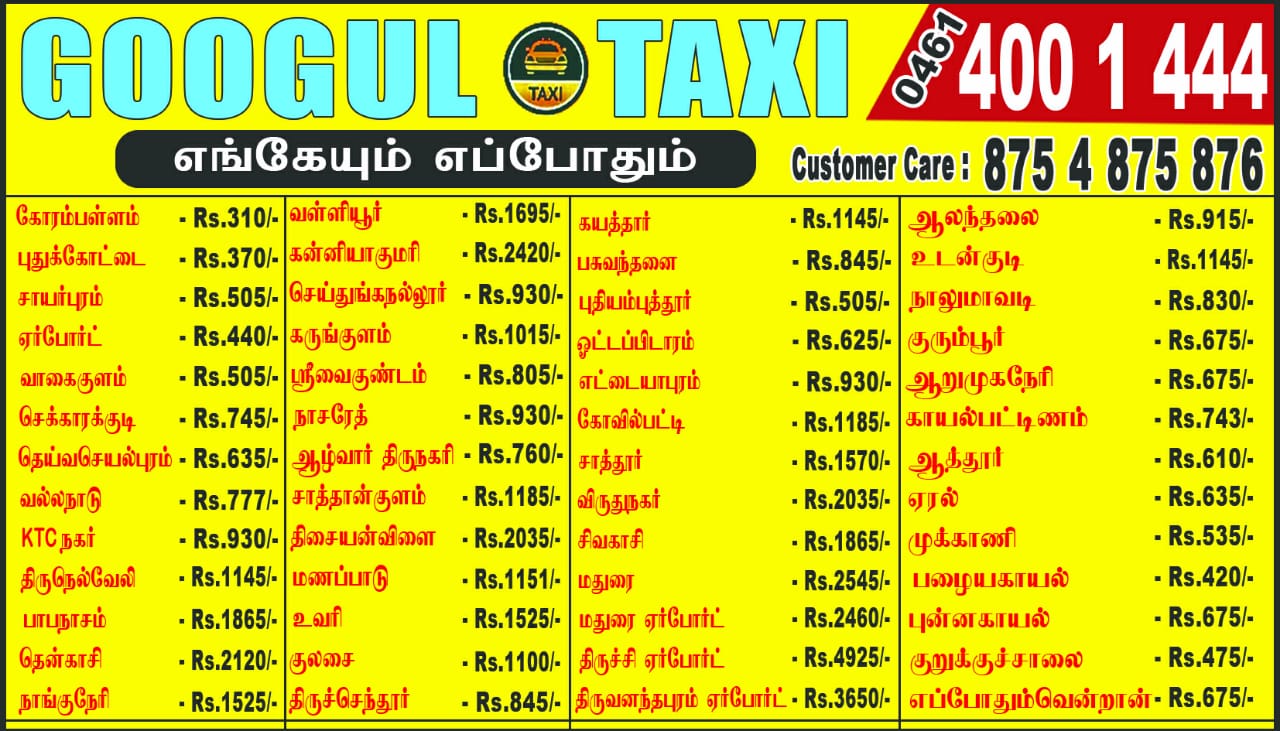 GOOGUL TAXI
TAXI
0461 400 1 444
எங்கேயும் எப்போதும்
Customer Care : 875 4 875 876
கோரம்பள்ளம் - Rs.310/-
புதுக்கோட்டை - Rs.370/-
சாயர்புரம் - Rs.505/-
ஏர்போர்ட் - Rs.440/-
வாகைகுளம் - Rs.505/-
செக்காரக்குடி - Rs.745/-
தெய்வசெயல்புரம் - Rs.635/-
வல்லநாடு - Rs.777/-
KTC நகர் - Rs.930/-
திருநெல்வேலி - Rs.1145/-
பாபநாசம் - Rs.1865/-
தென்காசி - Rs.2120/-
நாங்குநேரி - Rs.1525/-
வள்ளியூர் - Rs.1695/-
கன்னியாகுமரி - Rs.2420/-
செய்துங்கநல்லூர் - Rs.930/-
கருங்குளம் - Rs.1015/-
ஸ்ரீவைகுண்டம் - Rs.805/-
நாசரேத் - Rs.930/-
ஆழ்வார் திருநகரி - Rs.760/-
சாத்தான்குளம் - Rs.1185/-
திசையன்விளை - Rs.2035/-
மணப்பாடு - Rs.1151/-
உவரி - Rs.1525/-
குலசை - Rs.1100/-
திருச்செந்தூர் - Rs.845/-
கயத்தார் - Rs.1145/-
பசுவந்தனை - Rs.845/-
புதியம்புத்தூர் - Rs.505/-
ஓட்டப்பிடாரம் - Rs.625/-
எட்டையாபுரம் - Rs.930/-
கோவில்பட்டி - Rs.1185/-
சாத்தூர் - Rs.1570/-
விருதுநகர் - Rs.2035/-
சிவகாசி - Rs.1865/-
மதுரை - Rs.2545/-
மதுரை ஏர்போர்ட் - Rs.2460/-
திருச்சி ஏர்போர்ட் - Rs.4925/-
திருவனந்தபுரம் ஏர்போர்ட் - Rs.3650/-
ஆலந்தலை - Rs.915/-
உடன்குடி - Rs.1145/-
நாலுமாவடி - Rs.830/-
குரும்பூர் - Rs.675/-
ஆறுமுகநேரி - Rs.675/-
காயல்பட்டிணம் - Rs.743/-
ஆத்தூர் - Rs.610/-
ஏரல் - Rs.635/-
முக்காணி - Rs.535/-
பழையகாயல் - Rs.420/-
புன்னகாயல் - Rs.675/-
குறுக்குச்சாலை - Rs.475/-
எப்போதும்வென்றான் - Rs.675/-